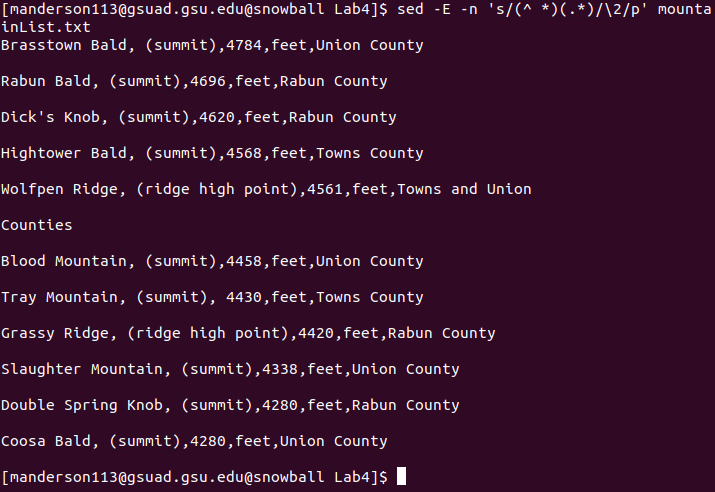 [manderson113@gsuad.gsu.edu@snowball Lab4]$ sed -E -n 's/(^ *)(.*)/\2/p' mounta
inList.txt
Brasstown Bald, (summit),4784,feet,Union County
Rabun Bald, (summit),4696,feet,Rabun County
Dick's Knob, (summit),4620,feet,Rabun County
Hightower Bald, (summit),4568,feet,Towns County
Wolfpen Ridge, (ridge high point),4561,feet,Towns and Union
Counties
Blood Mountain, (summit),4458,feet,Union County
Tray Mountain, (summit), 4430,feet,Towns County
Grassy Ridge, (ridge high point),4420,feet,Rabun County
Slaughter Mountain, (summit),4338,feet,Union County
Double Spring Knob, (summit),4280,feet,Rabun County
Coosa Bald, (summit),4280,feet,Union County
[manderson113@gsuad.gsu.edu@snowball Lab4]$